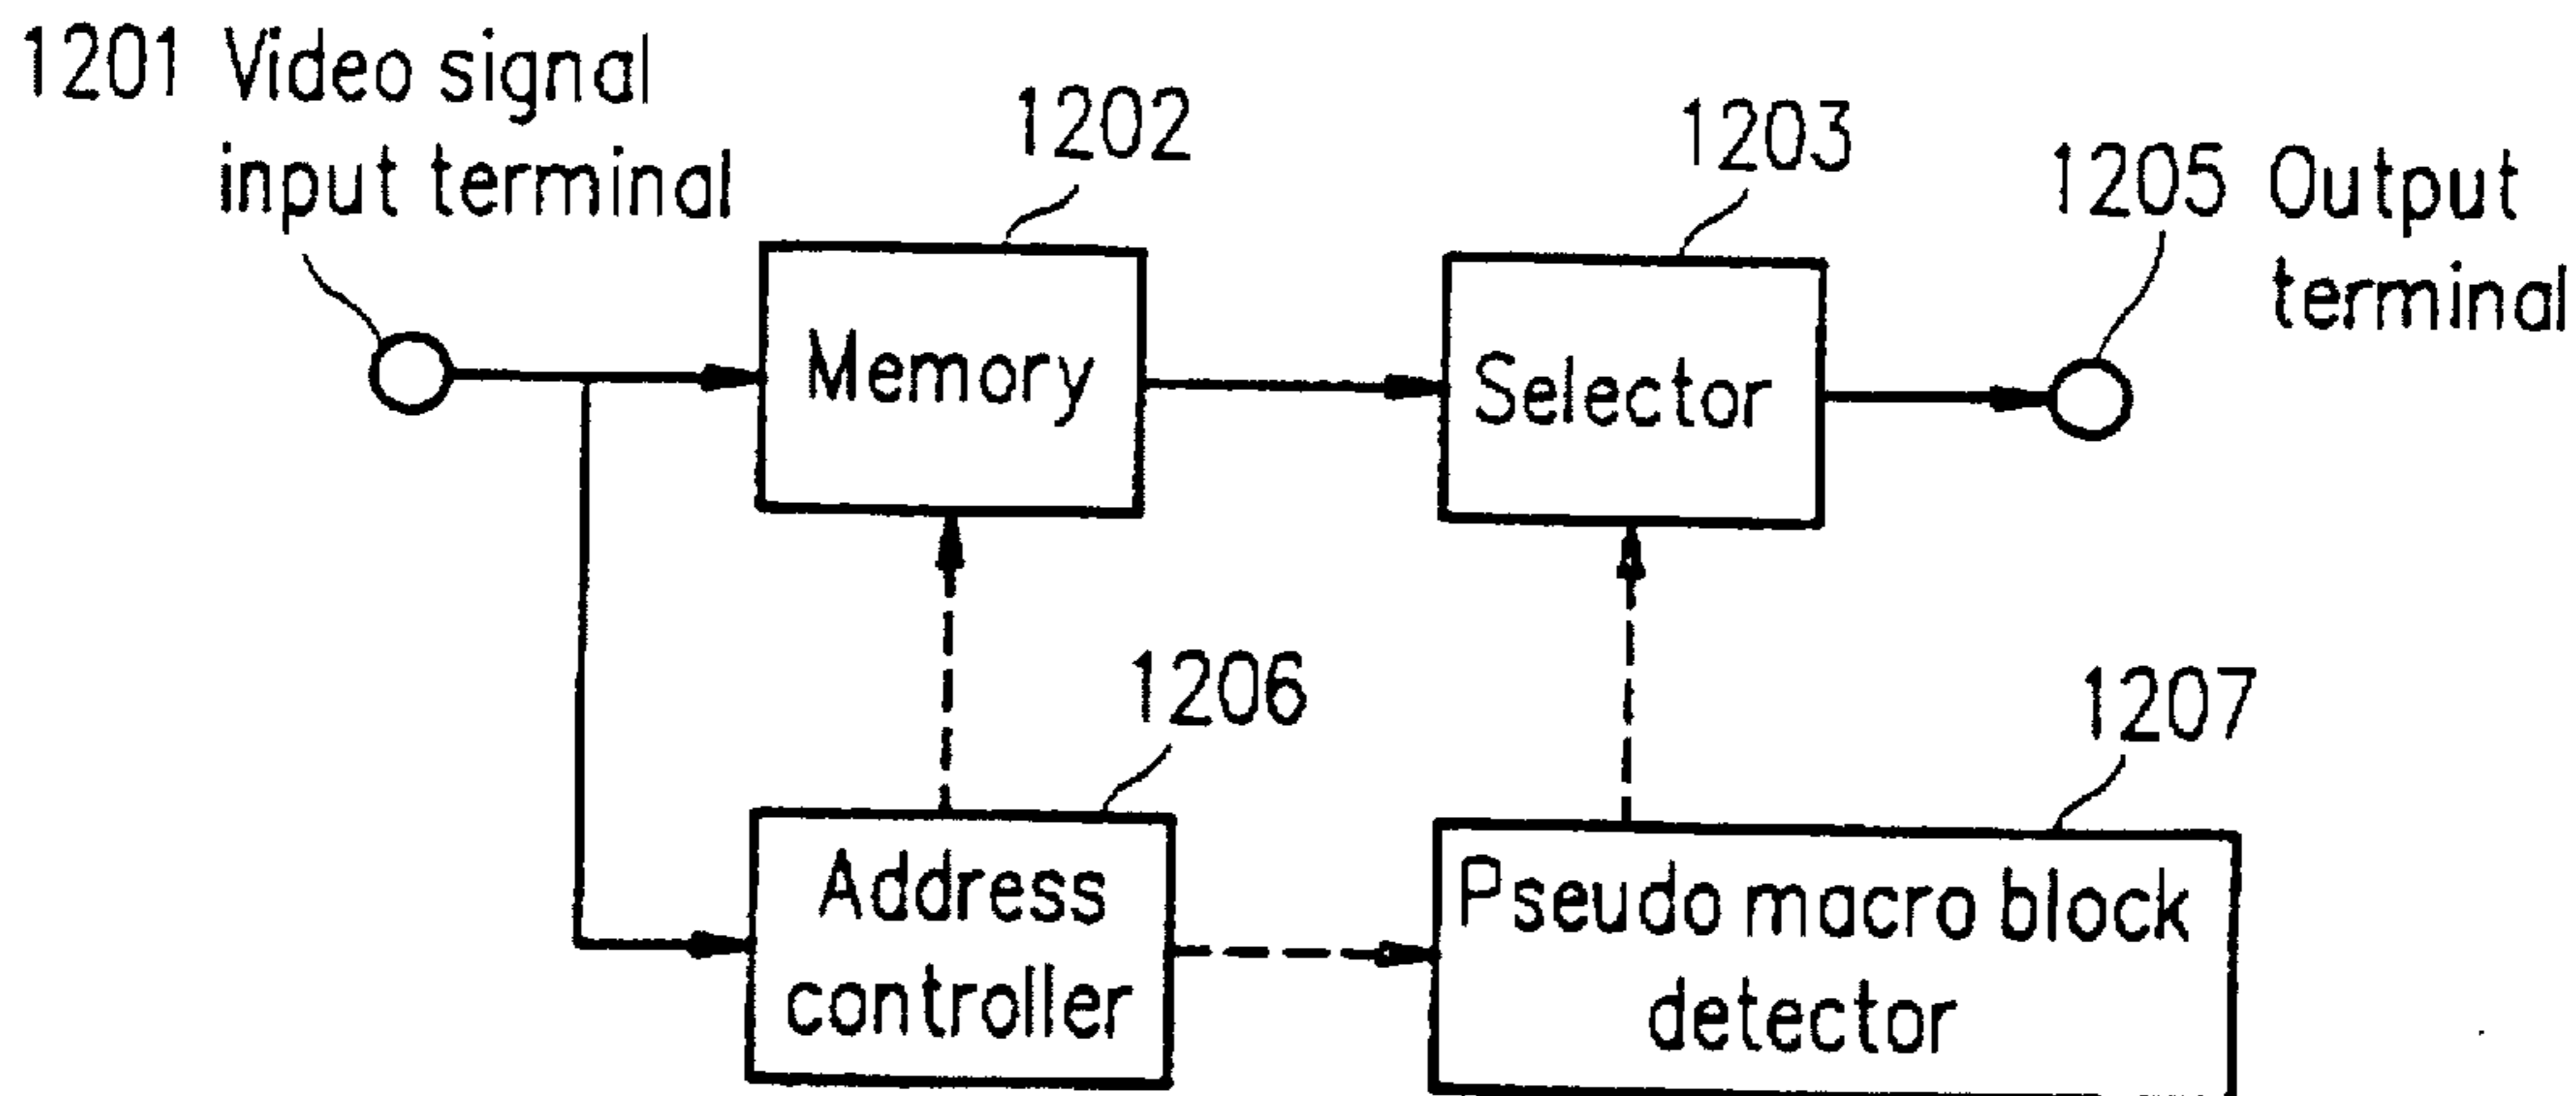 1201 Video signal
input terminal
1202
1203
1205 Output
terminal
Memory
Selector
1206
1207
Address
controller
Pseudo macro block
detector